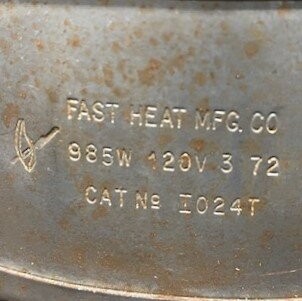 FAST HEAT MFG. CO
985W 120V 3 72
CAT No I024T